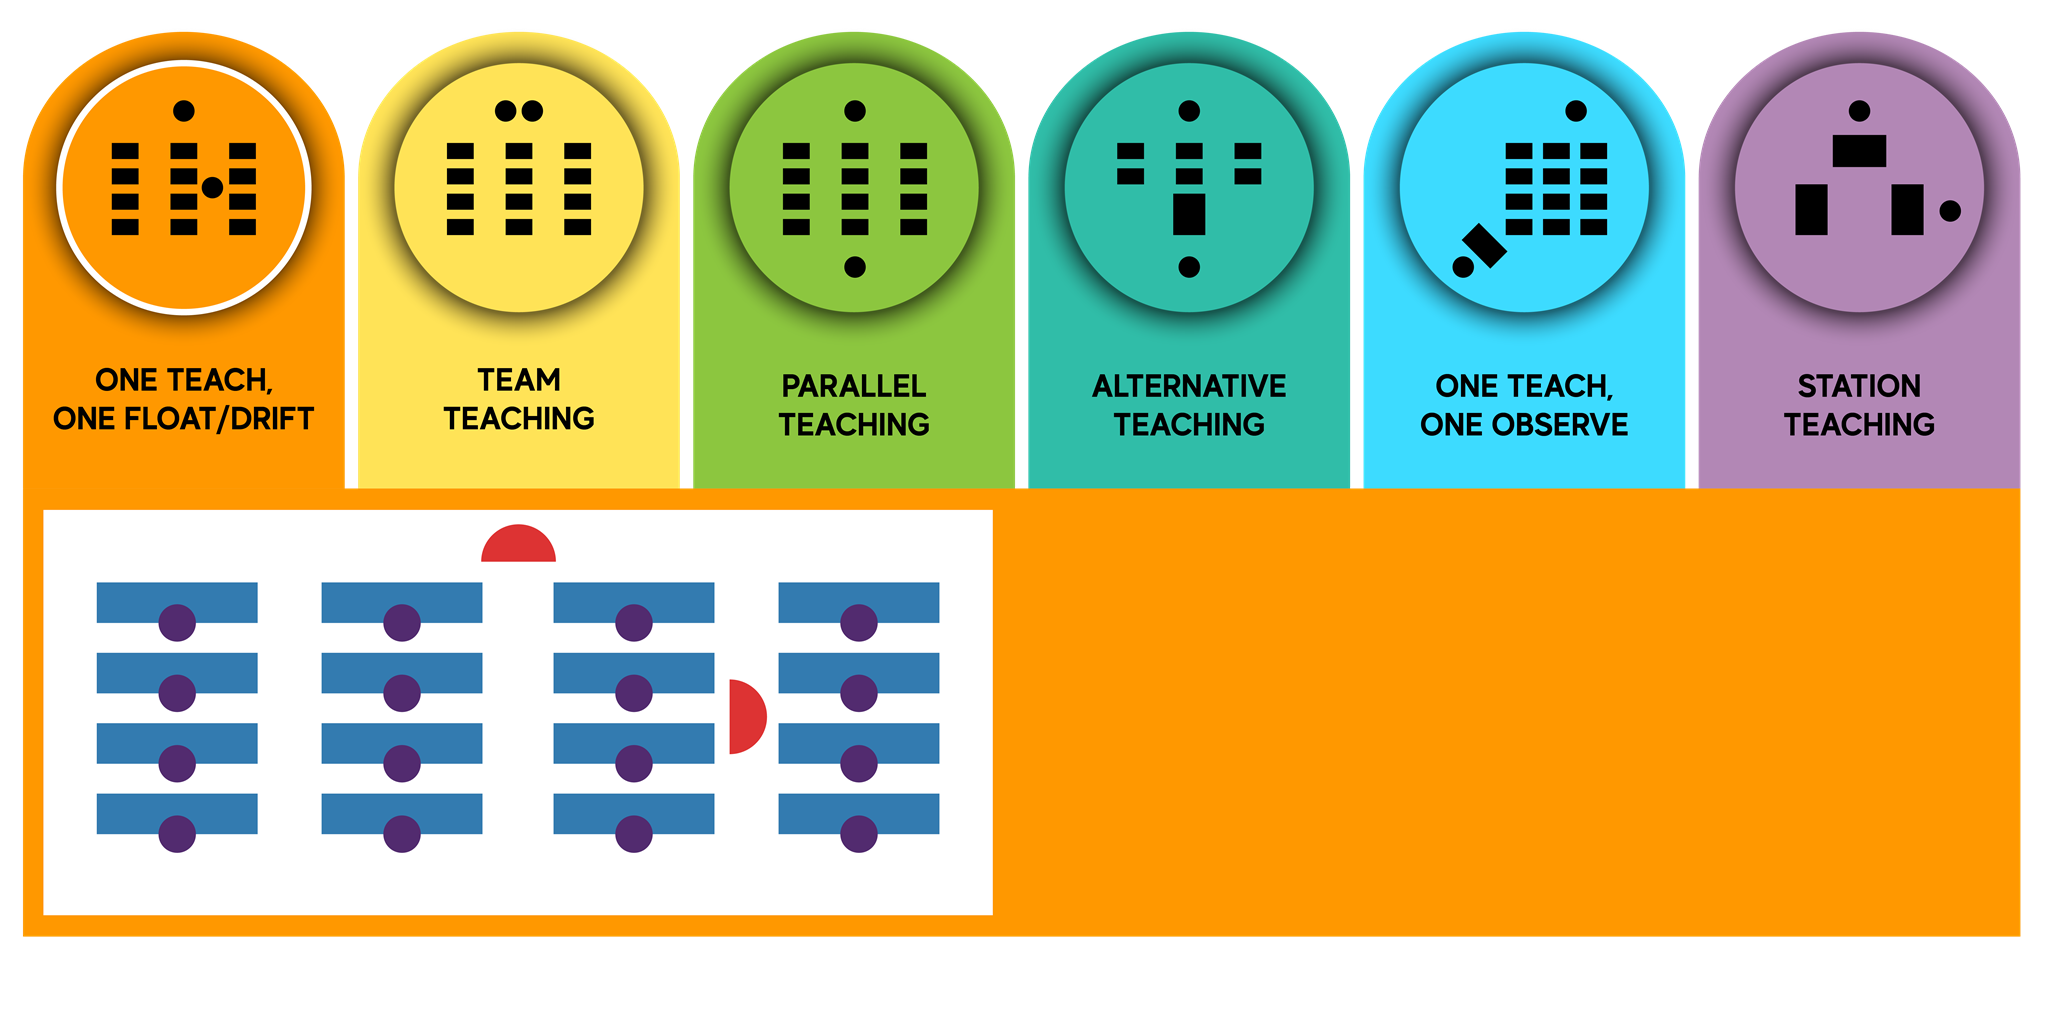 ONE TEACH,
ONE FLOAT/DRIFT
TEAM
TEACHING
PARALLEL
TEACHING
ALTERNATIVE
TEACHING
ONE TEACH,
ONE OBSERVE
STATION
TEACHING